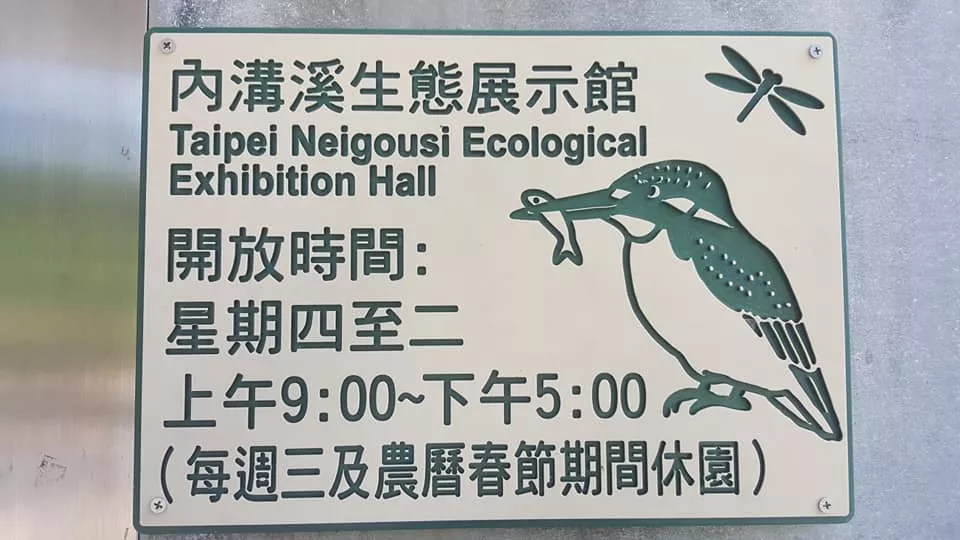 內溝溪生態展示館
Taipei Neigousi Ecological
Exhibition Hall
開放時間:
星期四至二
上午9:00~下午5:00
(每週三及農曆春節期間休園)